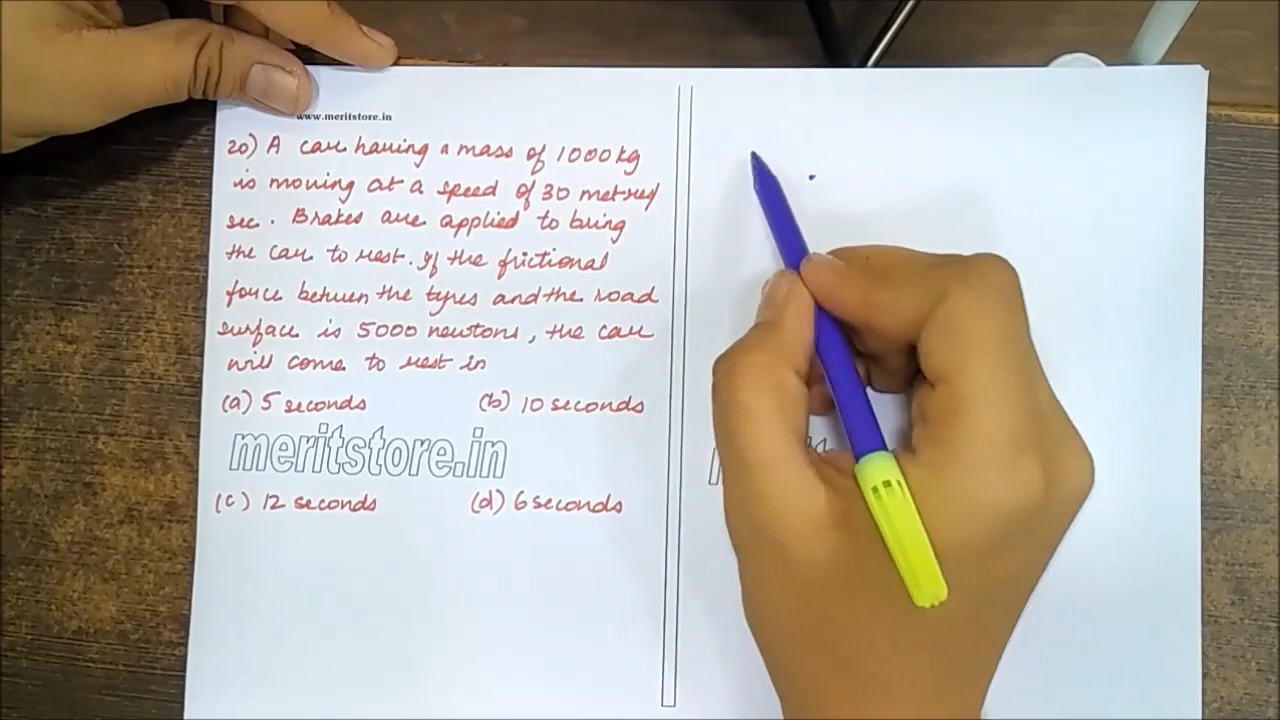 www.meritstore.in
20) A car having a mass of 1000 kg
is moving at a speed of 30 metres/
sec. Brakes are applied to bring
the car to rest. If the frictional
force between the tyres and the road
surface is 5000 newtons, the car
will come to rest in
(a) 5 seconds (b) 10 seconds
meritstore.in
(c) 12 seconds (d) 6 seconds